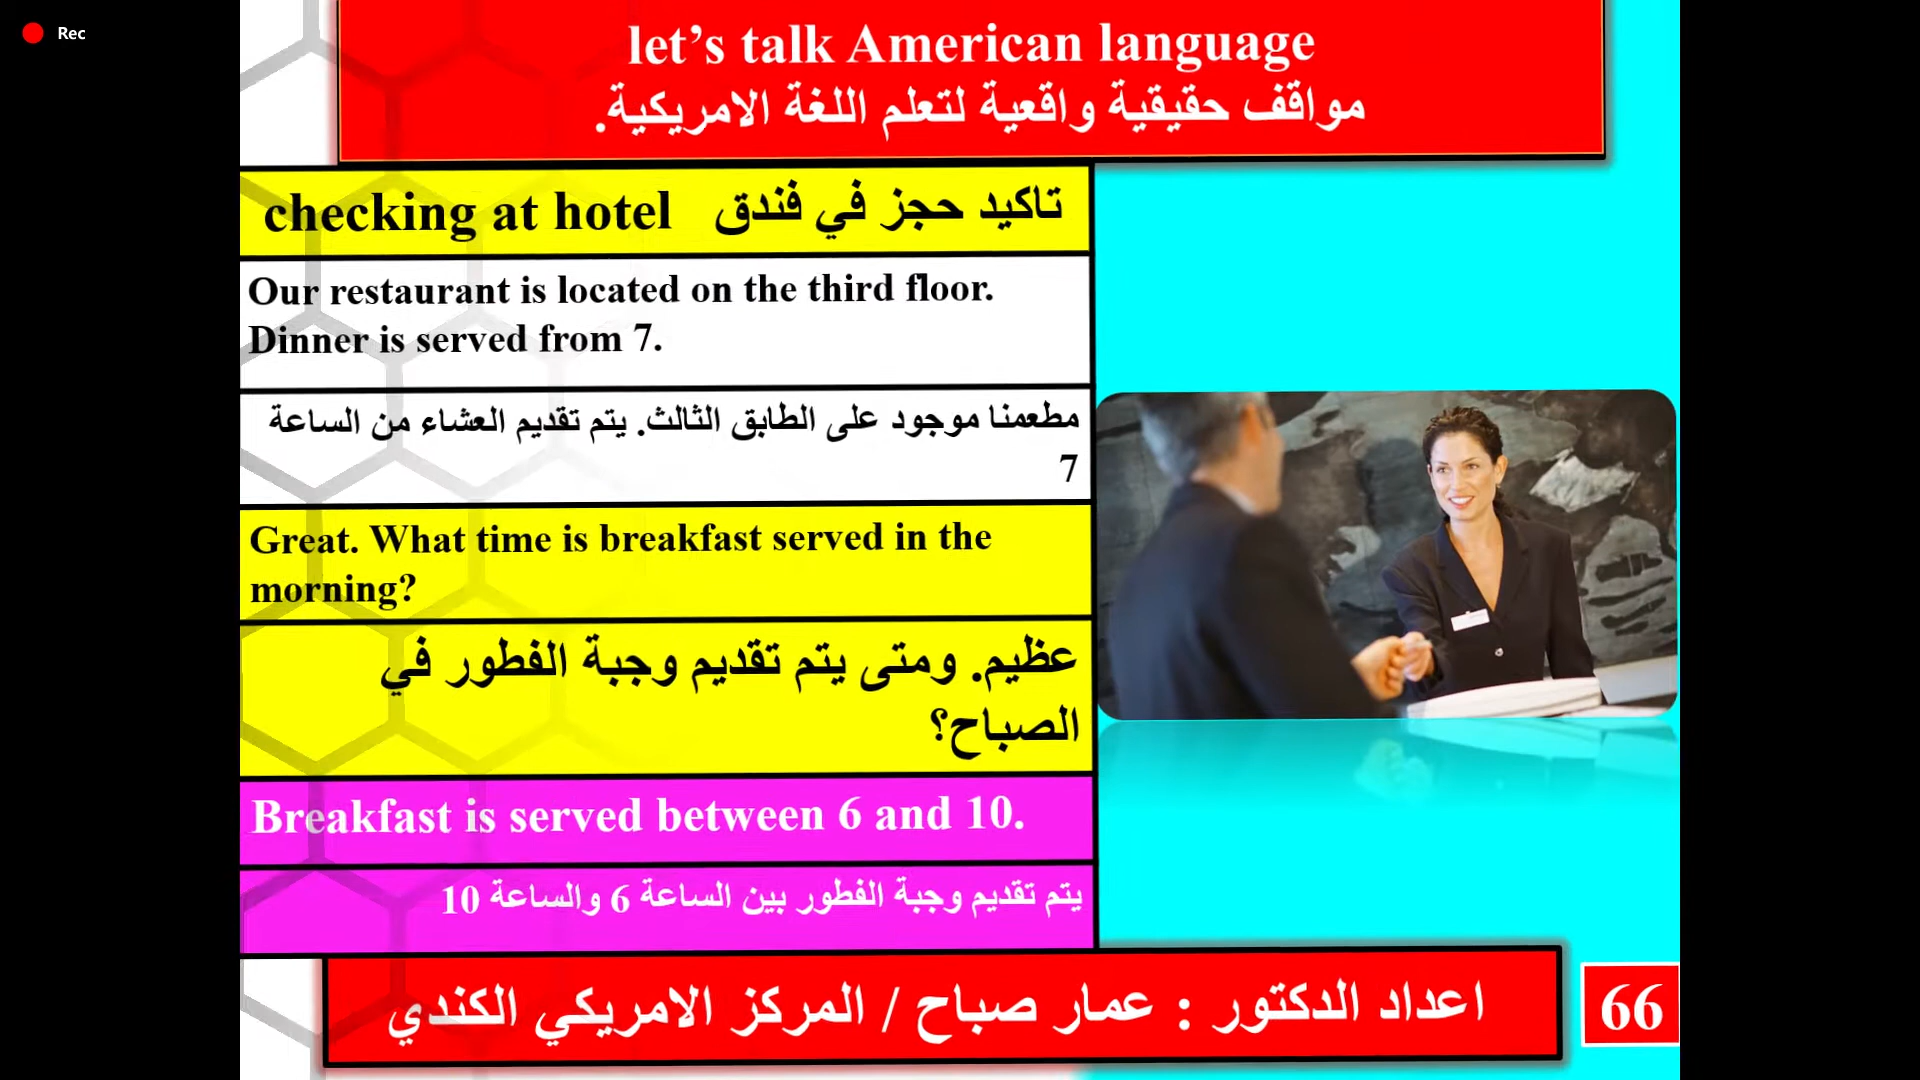 Rec
let’s talk American language
مواقف حقيقية واقعية لتعلم اللغة الامريكية.
checking at hotel تاكيد حجز في فندق
Our restaurant is located on the third floor.
Dinner is served from 7.
مطعمنا موجود على الطابق الثالث. يتم تقديم العشاء من الساعة
7
Great. What time is breakfast served in the
morning?
عظيم. ومتى يتم تقديم وجبة الفطور في
الصباح؟
Breakfast is served between 6 and 10.
يتم تقديم وجبة الفطور بين الساعة 6 والساعة 10
اعداد الدكتور : عمار صباح / المركز الامريكي الكندي
66